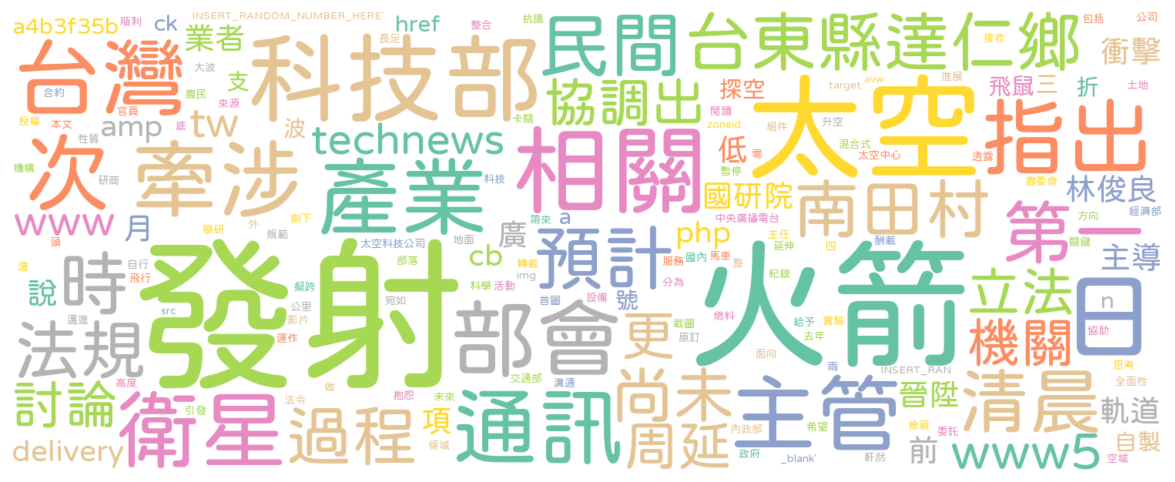 a4b3f35b
ck
順利
INSERT_RANDOM_NUMBER_HERE'
href
整合
抗議
民間
台東縣達仁鄉
包括
公司
接收
衝擊
台灣
業者
大波
長足
科技部
合約
農民
支
來源
官員
授權
本文
底
性質
amp
tw
波
卡關
協調出
探空
閱讀
target
avw
進展
飛鼠
三
折
土地
zoneid
組件
升空
太空
混合式
太空中心
指出
透露
低
零
暫停
農委會
次
機構
研商
牽涉
technews
科技
產業
相關
國研院
南田村
林俊良
經濟部
www
月
頭
學研
外
規範
創下
太空科技公司
地面
廣
a
帶來
中央廣播電台
php
主任
延伸
四
酬載
第一
方向
關鍵
主導
時
說
自行
飛行
邁進
src
發射
部落
擬跨
公里
影片
運作
宛如
cb
科學
活動
轉載
img
預計
服務
國內
馬車
整
首圖
設備
號
分為
紀錄
火箭
立法
日
n
協助
法規
部會
更
截圖
原訂
燃料
給予
實驗
去年
面向
兩
INSERT_RAN
機關
思考
全面性
討論
高度
衛星
引發
做
法令
過程
抱怨
交通部
未來
項
領域
溝通
通訊
尚未
周延
主管
內政部
政府
希望
_blank'
晉陞
檢視
委託
軒然
前
清晨
軌道
自製
空域
delivery
www5